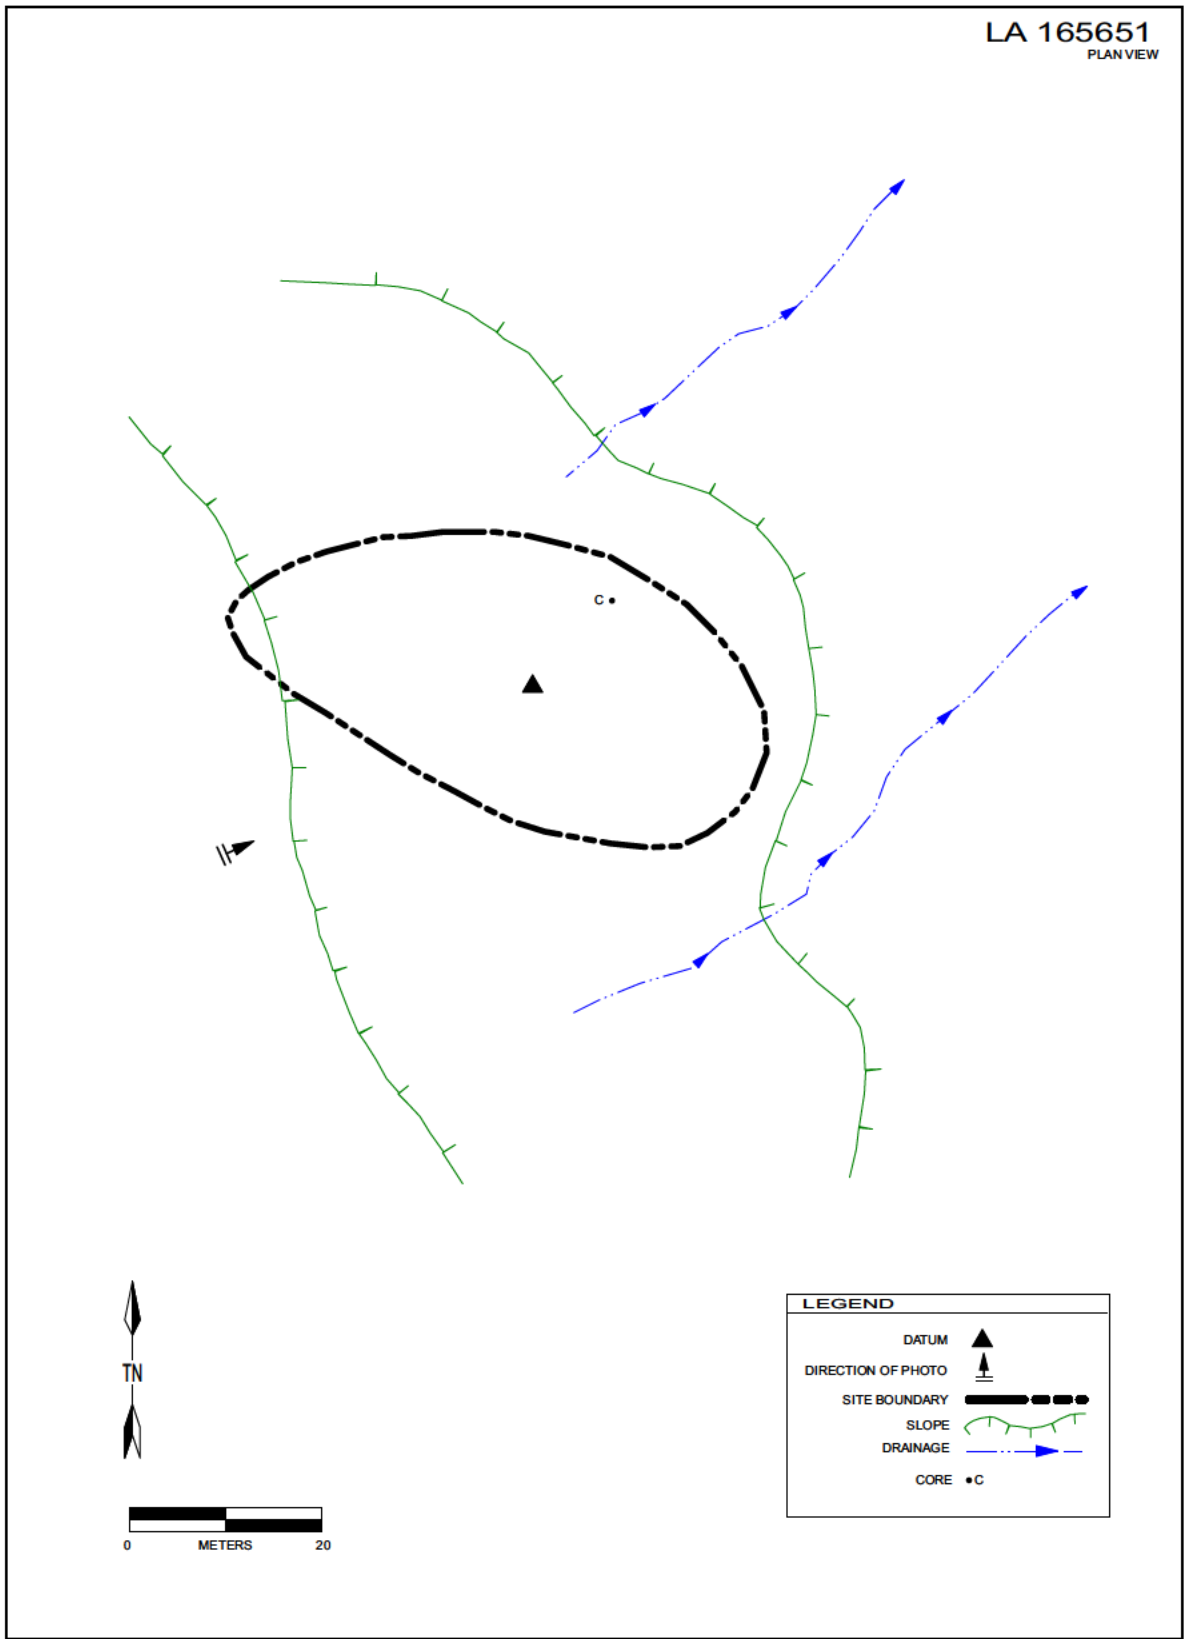 LA 165651
PLAN VIEW
C
TN
0 METERS 20
LEGEND
DATUM
DIRECTION OF PHOTO
SITE BOUNDARY
SLOPE
DRAINAGE
CORE C